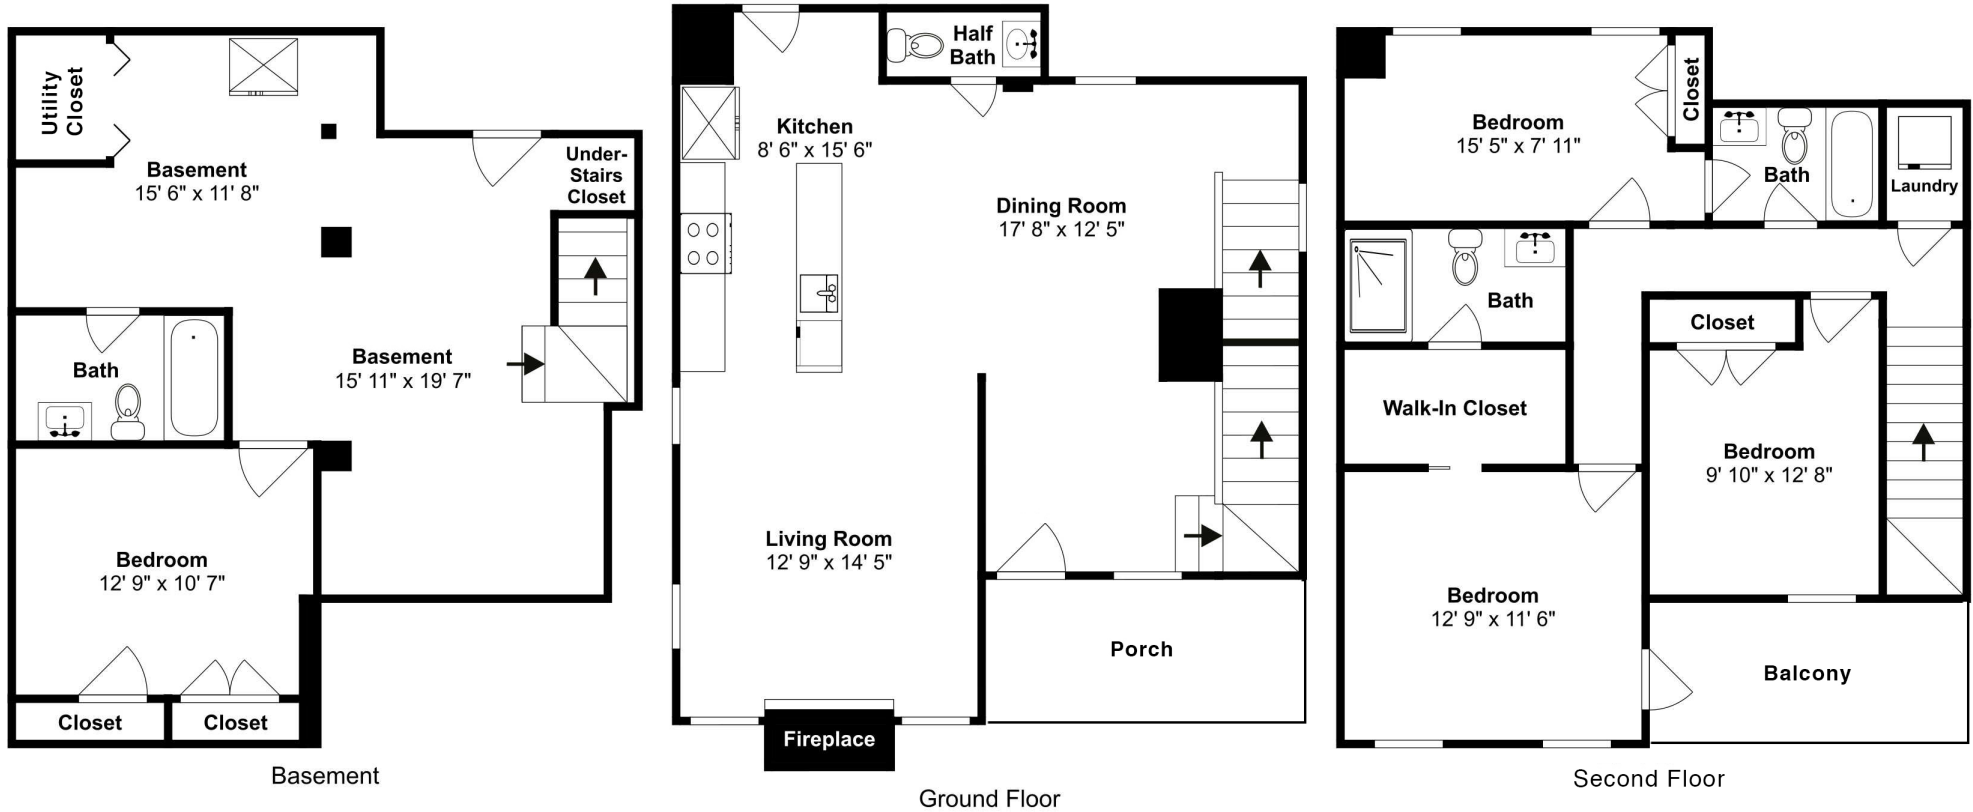 Utility
Closet
Basement
15' 6" x 11' 8"
Under-
Stairs
Closet
Bath
Basement
15' 11" x 19' 7"
Bedroom
12' 9" x 10' 7"
Closet
Closet
Basement
Half
Bath
Kitchen
8' 6" x 15' 6"
Dining Room
17' 8" x 12' 5"
Living Room
12' 9" x 14' 5"
Porch
Fireplace
Ground Floor
Closet
Bedroom
15' 5" x 7' 11"
Bath
Laundry
Bath
Closet
Walk-In Closet
Bedroom
9' 10" x 12' 8"
Bedroom
12' 9" x 11' 6"
Balcony
Second Floor